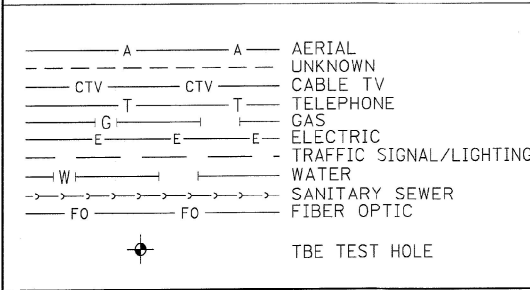 A A AERIAL
UNKNOWN
CTV CTV CABLE TV
T T TELEPHONE
G GAS
E E E ELECTRIC
TRAFFIC SIGNAL/LIGHTING
W WATER
SANITARY SEWER
FO FO FIBER OPTIC
TBE TEST HOLE